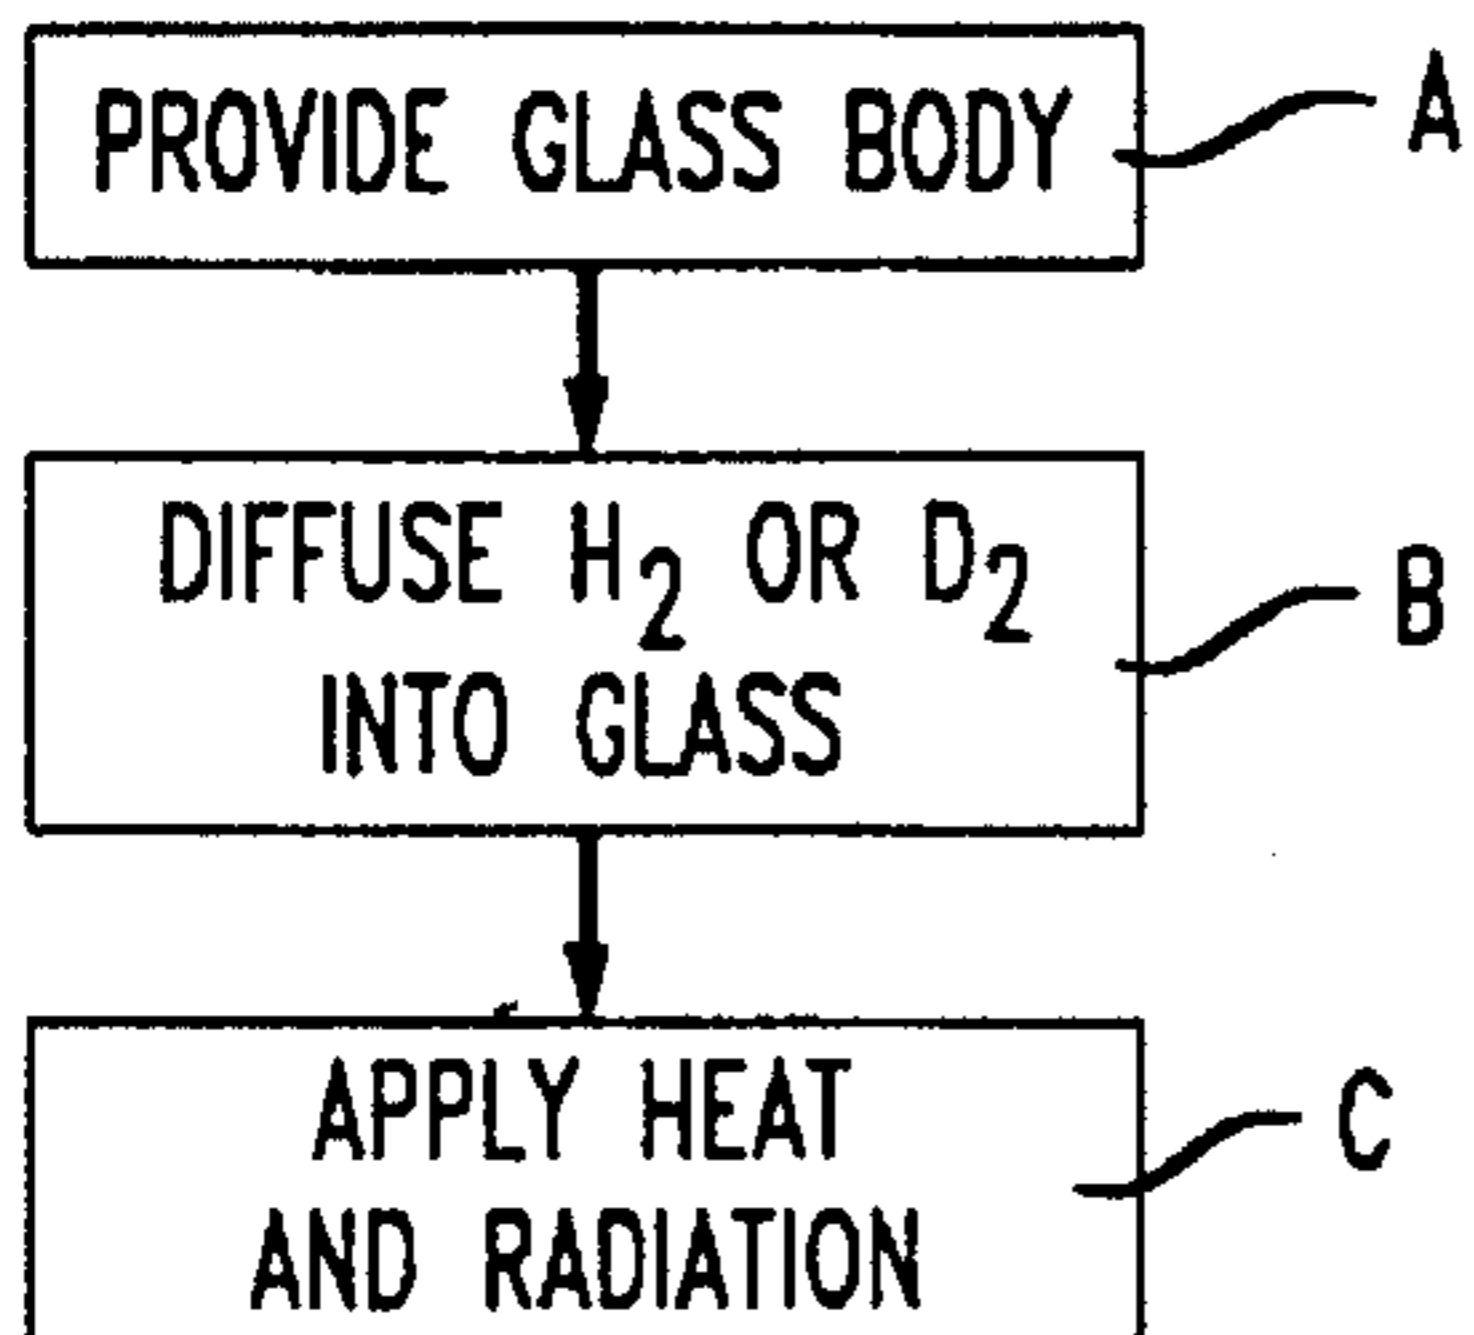 PROVIDE GLASS BODY
A
DIFFUSE H₂ OR D₂
INTO GLASS
B
APPLY HEAT
AND RADIATION
C